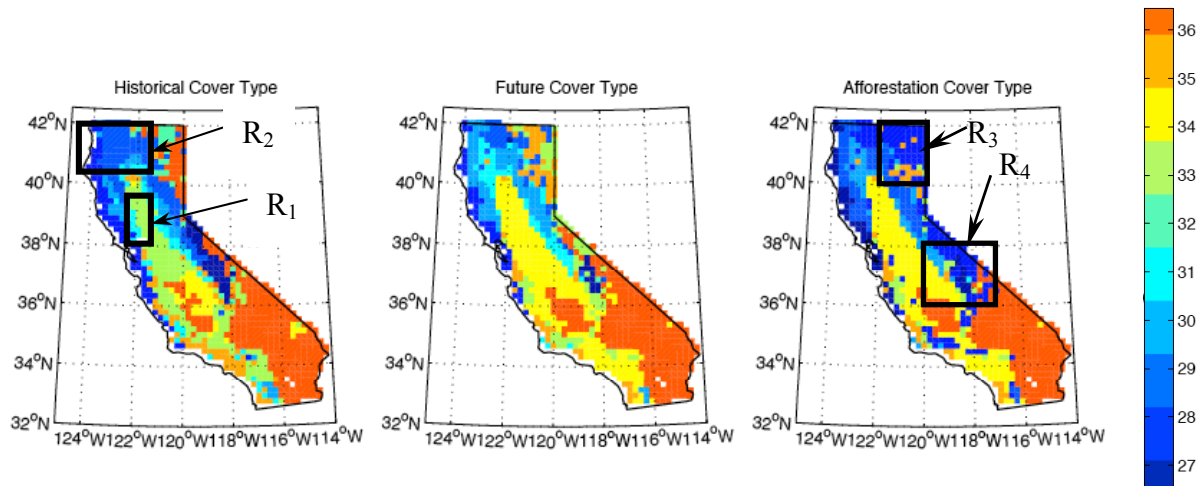 Historical Cover Type
Future Cover Type
Afforestation Cover Type
R2
R1
R3
R4
42°N
40°N
38°N
36°N
34°N
32°N
124°W122°W120°W118°W116°W114°W
42°N
40°N
38°N
36°N
34°N
32°N
124°W122°W120°W118°W116°W114°W
42°N
40°N
38°N
36°N
34°N
32°N
124°W122°W120°W118°W116°W114°W
36
35
34
33
32
31
30
29
28
27